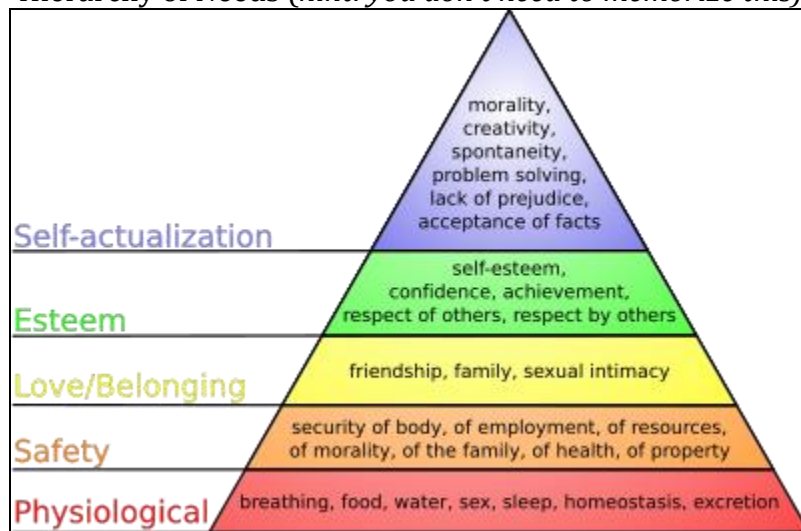 Hierarchy of Needs (hint: you don't need to memorize this)
morality,
creativity,
spontaneity,
problem solving,
lack of prejudice,
acceptance of facts
Self-actualization
self-esteem,
confidence, achievement,
respect of others, respect by others
Esteem
friendship, family, sexual intimacy
Love/Belonging
security of body, of employment, of resources,
of morality, of the family, of health, of property
Safety
breathing, food, water, sex, sleep, homeostasis, excretion
Physiological